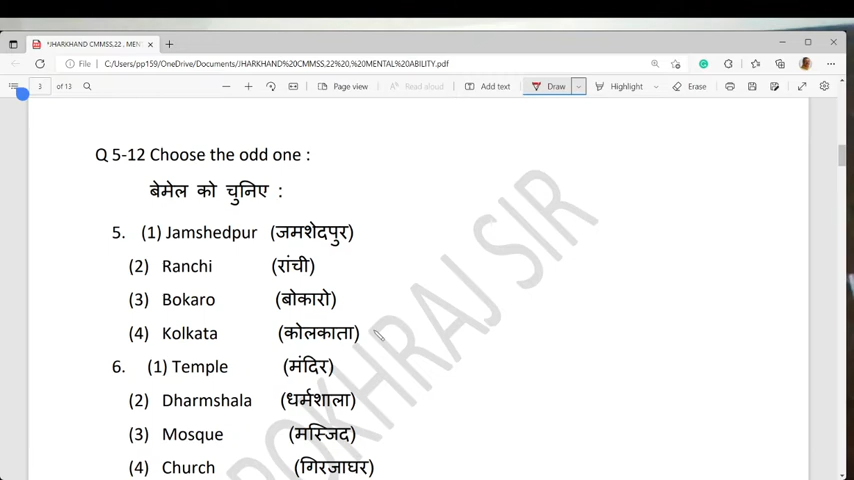 *JHARKHAND CMMSS,22 , MEN
File
C:/Users/pp159/OneDrive/Documents/JHARKHAND%20CMMSS,22%20,%20MENTAL%20ABILITY.pdf
3 of 13
Page view
Read aloud
Add text
Draw
Highlight
Erase
Q 5-12 Choose the odd one :
बेमेल को चुनिए :
5. (1) Jamshedpur (जमशेदपुर)
(2) Ranchi (रांची)
(3) Bokaro (बोकारो)
(4) Kolkata (कोलकाता)
6. (1) Temple (मंदिर)
(2) Dharmshala (धर्मशाला)
(3) Mosque (मस्जिद)
(4) Church (गिरजाघर)
POKHRAJ SIR